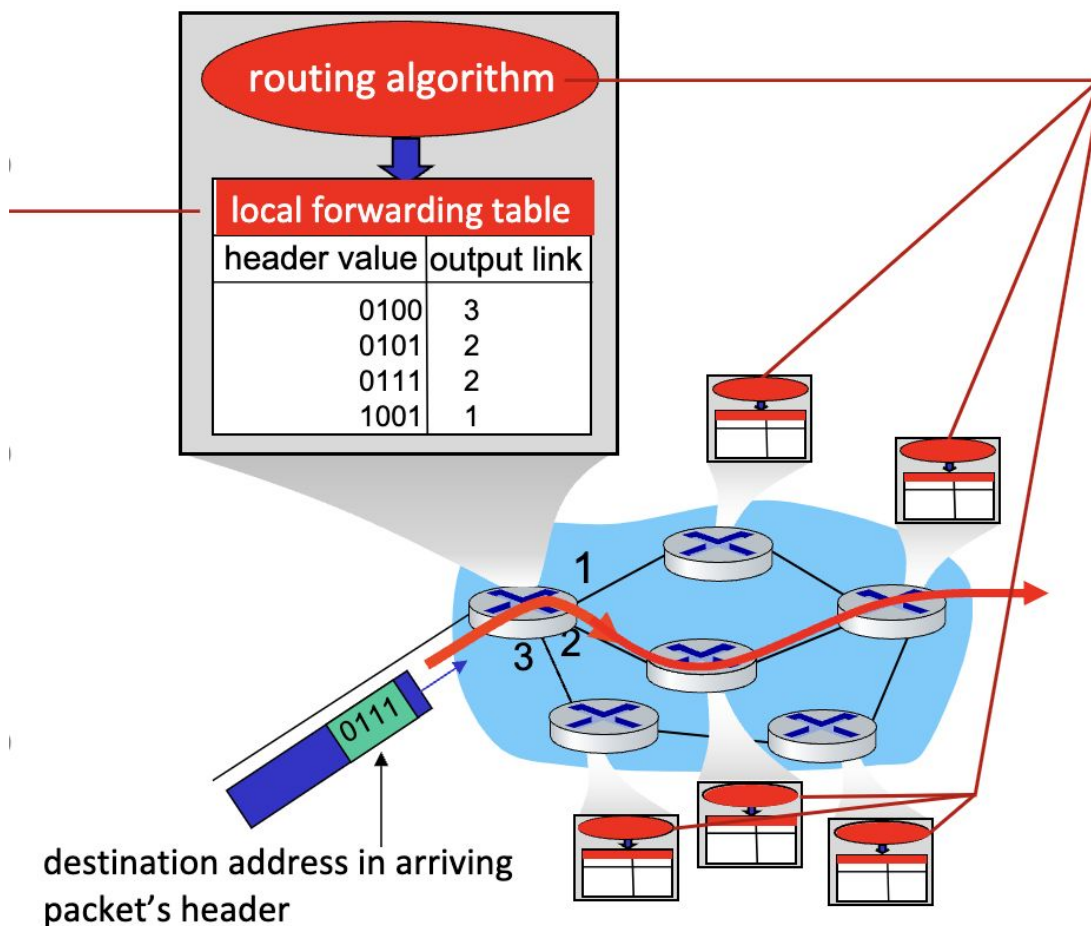 routing algorithm
local forwarding table
header value output link
0100 3
0101 2
0111 2
1001 1
1
2
3
0111
destination address in arriving
packet's header